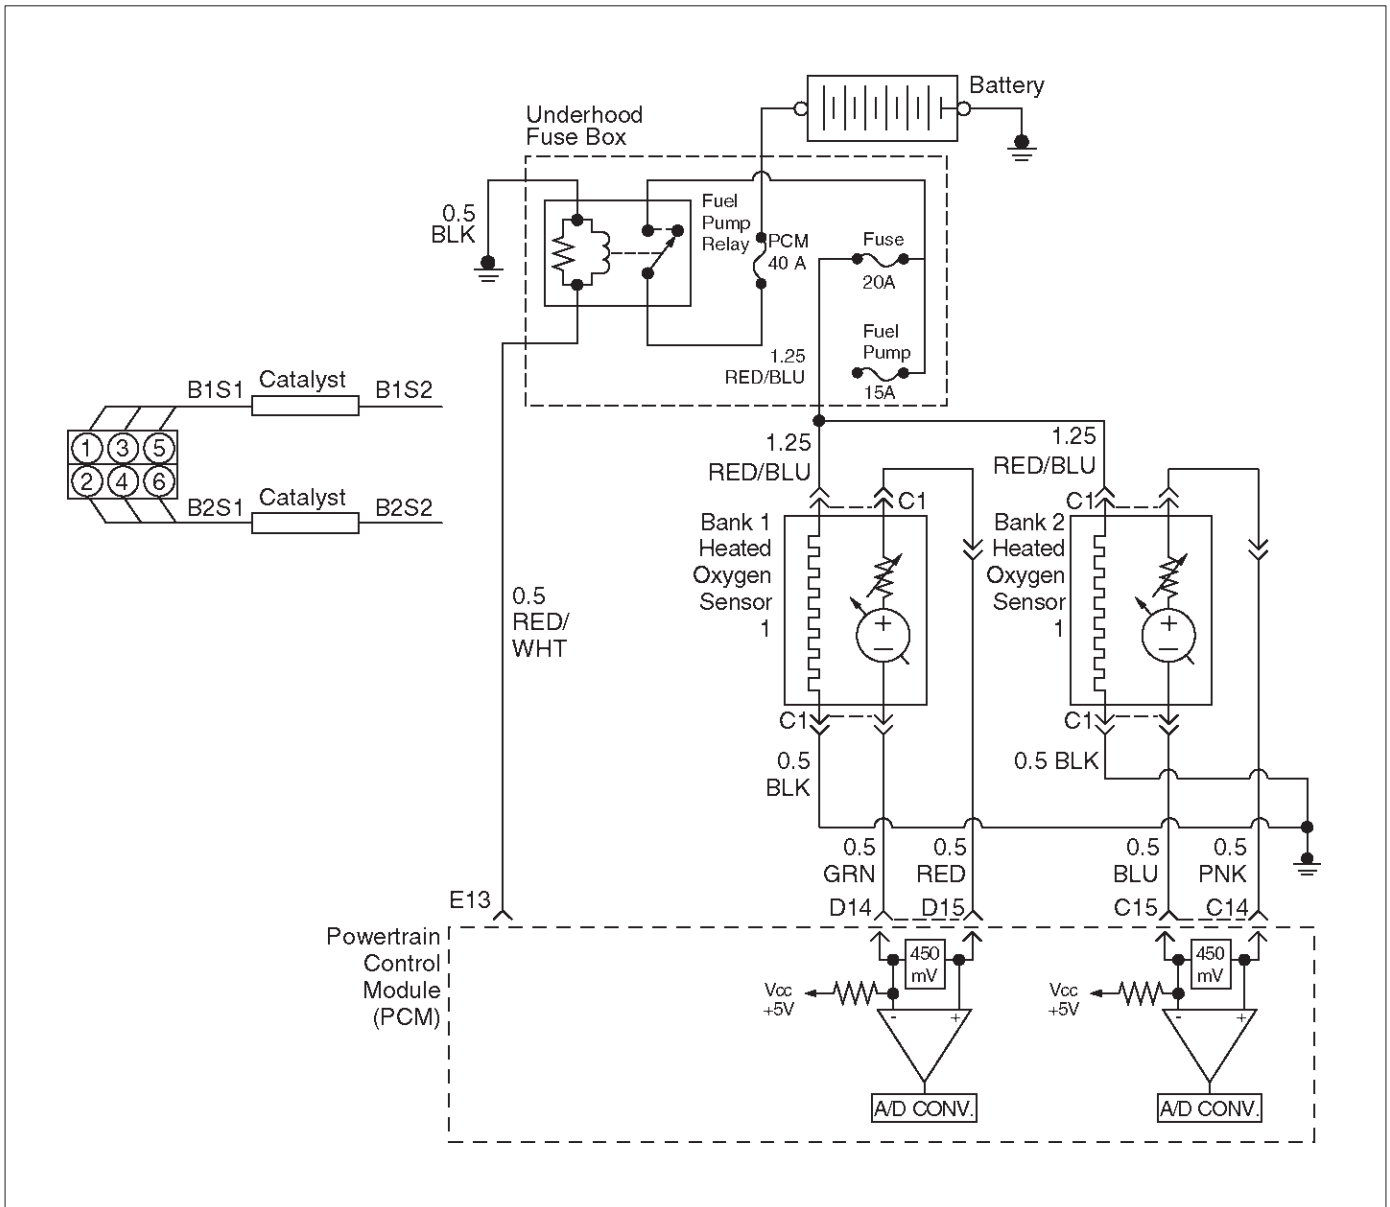 Battery
Underhood
Fuse Box
0.5
BLK
Fuel
Pump
Relay
PCM
40 A
Fuse
20A
Fuel
Pump
15A
1.25
RED/BLU
B1S1
Catalyst
B1S2
1
3
5
2
4
6
B2S1
Catalyst
B2S2
1.25
RED/BLU
1.25
RED/BLU
C1
C1
Bank 1
Heated
Oxygen
Sensor
1
+
−
Bank 2
Heated
Oxygen
Sensor
1
+
−
0.5
RED/
WHT
C1
C1
0.5
BLK
0.5 BLK
0.5
GRN
0.5
RED
0.5
BLU
0.5
PNK
E13
D14
D15
C15
C14
Powertrain
Control
Module
(PCM)
450
mV
Vcc
+5V
-
+
A/D CONV.
450
mV
Vcc
+5V
-
+
A/D CONV.